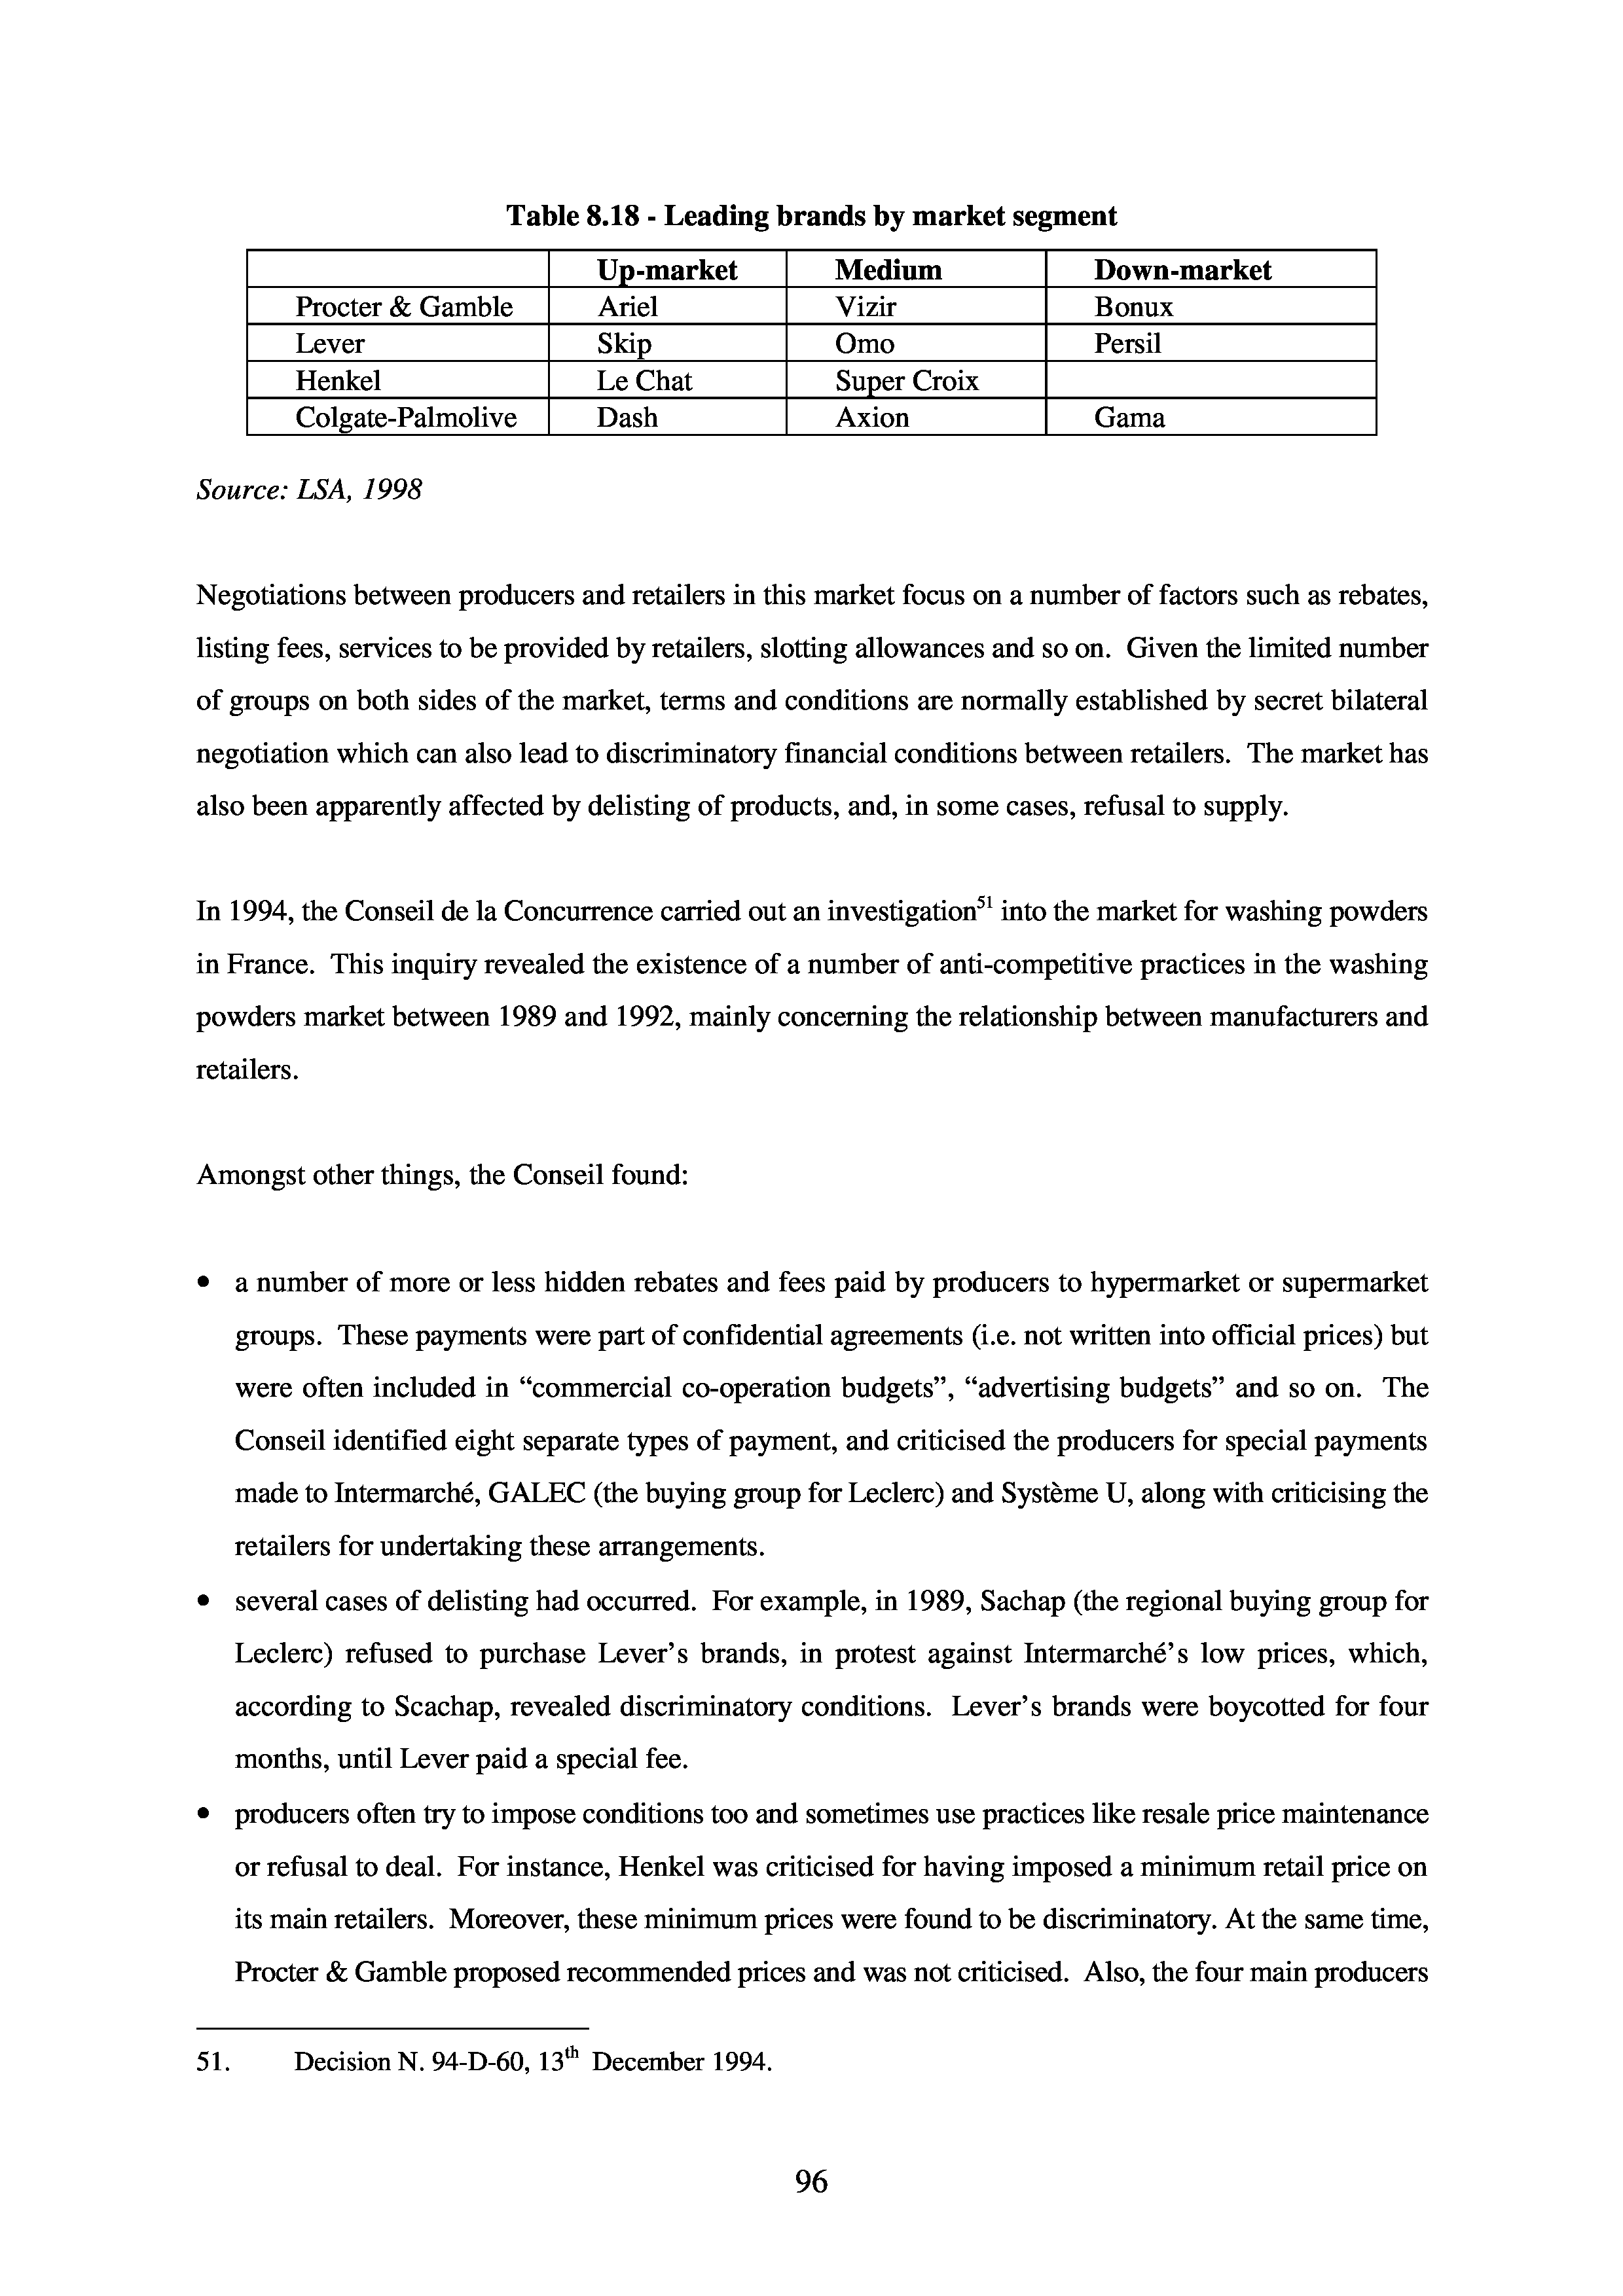 Table 8.18 - Leading brands by market segment
Up-market Medium Down-market
Procter & Gamble Ariel Vizir Bonux
Lever Skip Omo Persil
Henkel Le Chat Super Croix
Colgate-Palmolive Dash Axion Gama
Source: LSA, 1998
Negotiations between producers and retailers in this market focus on a number of factors such as rebates,
listing fees, services to be provided by retailers, slotting allowances and so on. Given the limited number
of groups on both sides of the market, terms and conditions are normally established by secret bilateral
negotiation which can also lead to discriminatory financial conditions between retailers. The market has
also been apparently affected by delisting of products, and, in some cases, refusal to supply.
In 1994, the Conseil de la Concurrence carried out an investigation51 into the market for washing powders
in France. This inquiry revealed the existence of a number of anti-competitive practices in the washing
powders market between 1989 and 1992, mainly concerning the relationship between manufacturers and
retailers.
Amongst other things, the Conseil found:
• a number of more or less hidden rebates and fees paid by producers to hypermarket or supermarket
groups. These payments were part of confidential agreements (i.e. not written into official prices) but
were often included in “commercial co-operation budgets”, “advertising budgets” and so on. The
Conseil identified eight separate types of payment, and criticised the producers for special payments
made to Intermarché, GALEC (the buying group for Leclerc) and Système U, along with criticising the
retailers for undertaking these arrangements.
• several cases of delisting had occurred. For example, in 1989, Sachap (the regional buying group for
Leclerc) refused to purchase Lever’s brands, in protest against Intermarché’s low prices, which,
according to Scachap, revealed discriminatory conditions. Lever’s brands were boycotted for four
months, until Lever paid a special fee.
• producers often try to impose conditions too and sometimes use practices like resale price maintenance
or refusal to deal. For instance, Henkel was criticised for having imposed a minimum retail price on
its main retailers. Moreover, these minimum prices were found to be discriminatory. At the same time,
Procter & Gamble proposed recommended prices and was not criticised. Also, the four main producers
51. Decision N. 94-D-60, 13th December 1994.
96